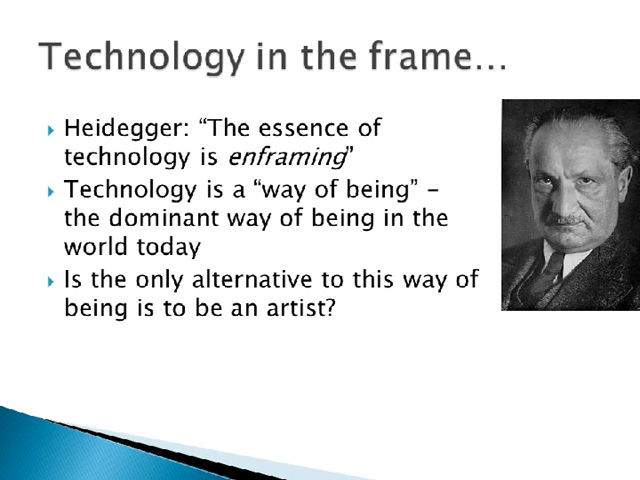 Technology in the frame...
Heidegger: “The essence of
technology is enframing”
Technology is a “way of being” –
the dominant way of being in the
world today
Is the only alternative to this way of
being is to be an artist?